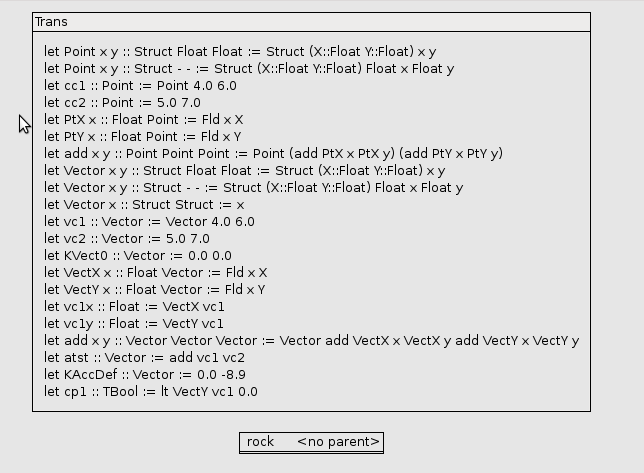 Trans
let Point x y :: Struct Float Float := Struct (X::Float Y::Float) x y
let Point x y :: Struct - - := Struct (X::Float Y::Float) Float x Float y
let cc1 :: Point := Point 4.0 6.0
let cc2 :: Point := 5.0 7.0
let PtX x :: Float Point := Fld x X
let PtY x :: Float Point := Fld x Y
let add x y :: Point Point Point := Point (add PtX x PtX y) (add PtY x PtY y)
let Vector x y :: Struct Float Float := Struct (X::Float Y::Float) x y
let Vector x y :: Struct - - := Struct (X::Float Y::Float) Float x Float y
let Vector x :: Struct Struct := x
let vc1 :: Vector := Vector 4.0 6.0
let vc2 :: Vector := 5.0 7.0
let KVect0 :: Vector := 0.0 0.0
let VectX x :: Float Vector := Fld x X
let VectY x :: Float Vector := Fld x Y
let vc1x :: Float := VectX vc1
let vc1y :: Float := VectY vc1
let add x y :: Vector Vector Vector := Vector add VectX x VectX y add VectY x VectY y
let atst :: Vector := add vc1 vc2
let KAccDef :: Vector := 0.0 -8.9
let cp1 :: TBool := lt VectY vc1 0.0
rock <no parent>